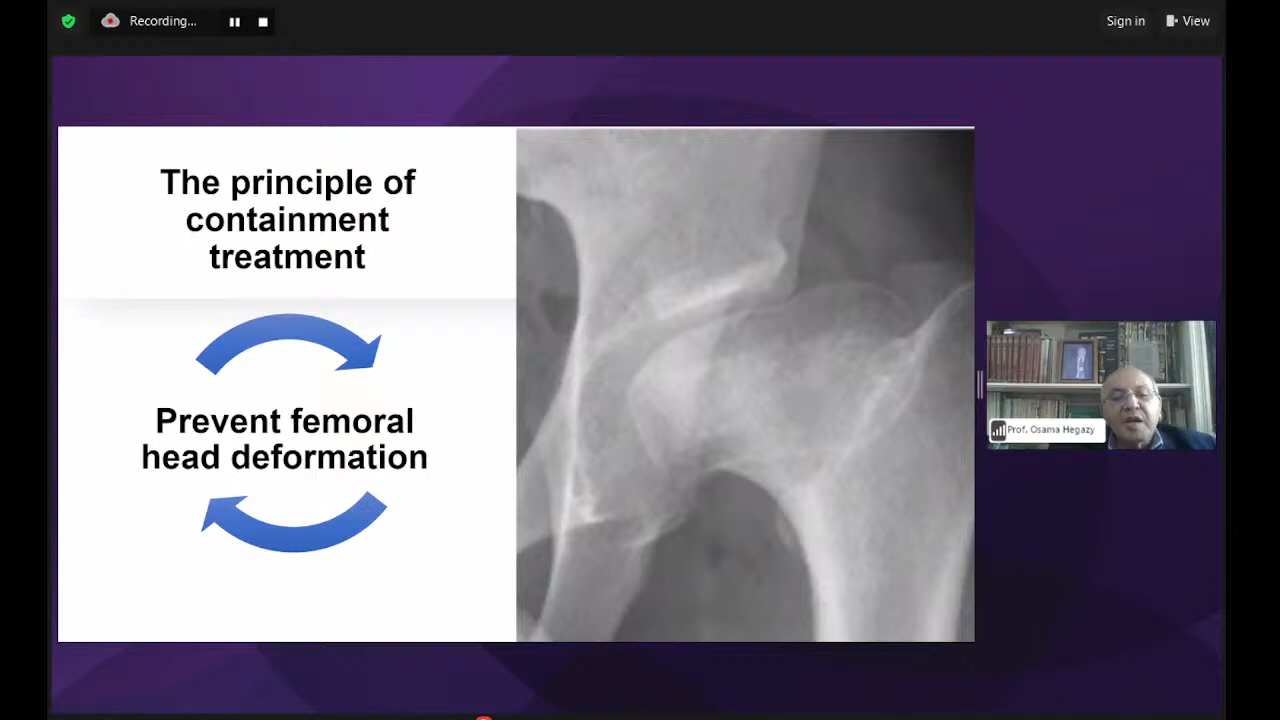 Recording...
Sign in
View
The principle of
containment
treatment
Prevent femoral
head deformation
Prof. Osama Hegazy